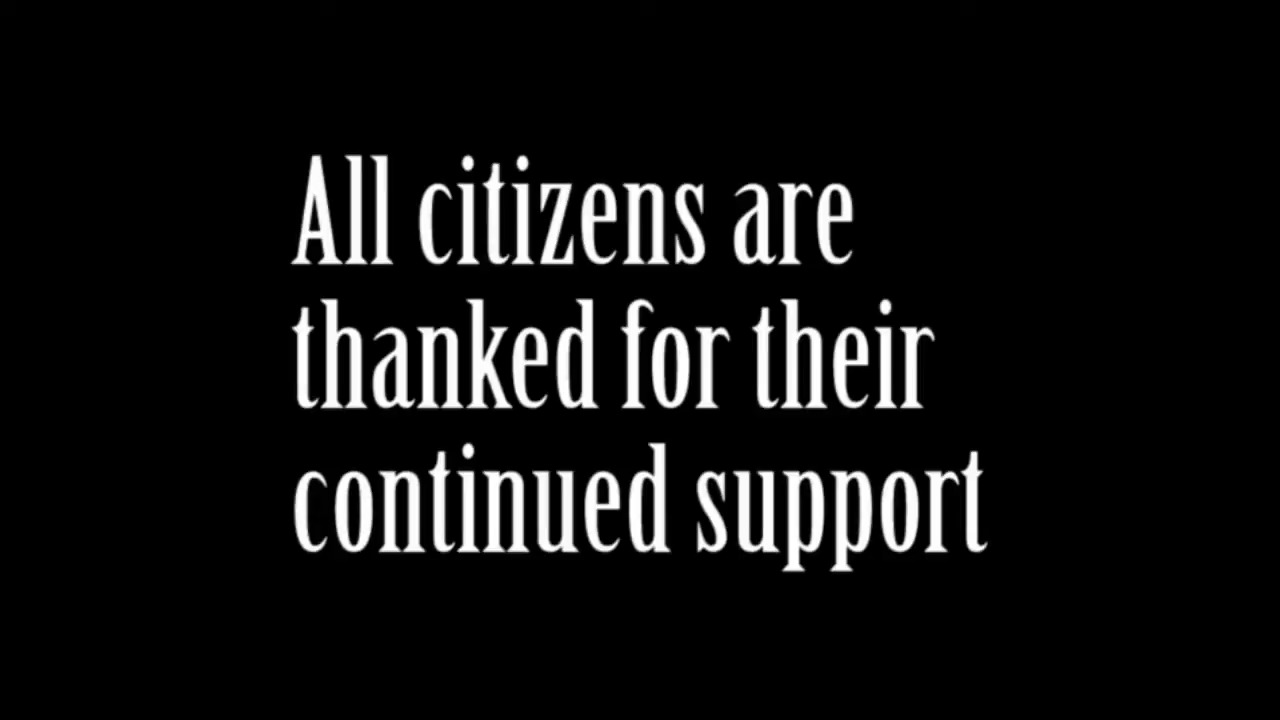 All citizens are
thanked for their
continued support